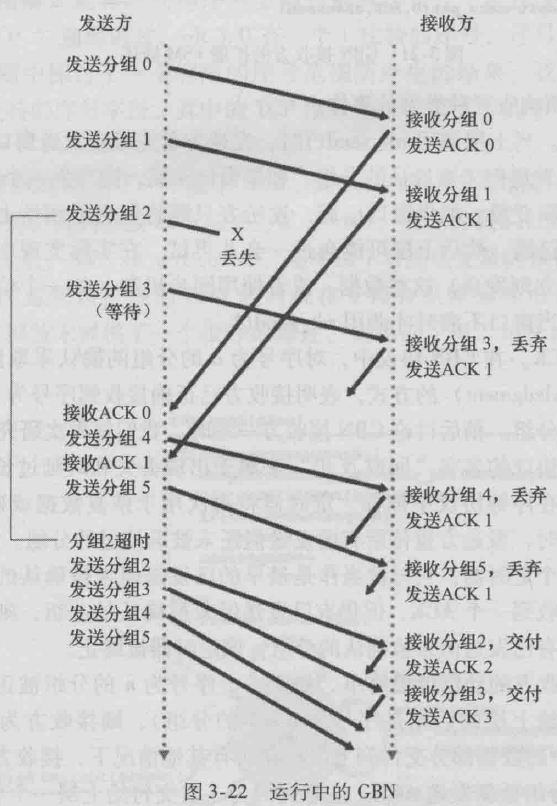 发送方
接收方
发送分组 0
接收分组 0
发送ACK 0
发送分组 1
接收分组 1
发送ACK 1
发送分组 2
X
丢失
发送分组 3
（等待）
接收分组 3，丢弃
发送ACK 1
接收ACK 0
发送分组 4
接收ACK 1
发送分组 5
接收分组 4，丢弃
发送ACK 1
分组2超时
发送分组2
发送分组3
发送分组4
发送分组5
接收分组5，丢弃
发送ACK 1
接收分组2，交付
发送ACK 2
接收分组3，交付
发送ACK 3
图 3-22 运行中的 GBN